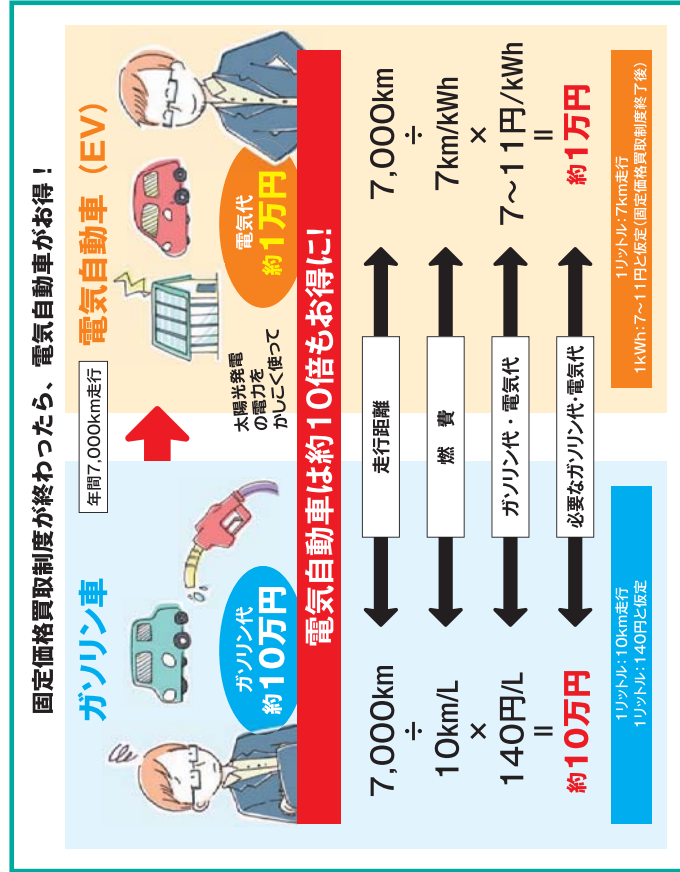 固定価格買取制度が終わったら、電気自動車がお得！
年間7,000km走行
ガソリン車
電気自動車（EV）
ガソリン代
約10万円
太陽光発電
の電力を
かしこく使って
電気代
約1万円
電気自動車は約10倍もお得に!
7,000km
走行距離
7,000km
÷
÷
10km/L
燃費
7km/kWh
×
×
140円/L
ガソリン代・電気代
7〜11円/kWh
=
=
約10万円
必要なガソリン代・電気代
約1万円
1リットル：10km走行
1リットル：140円と仮定
1リットル：7km走行
1kWh：7〜11円と仮定（固定価格買取制度終了後）